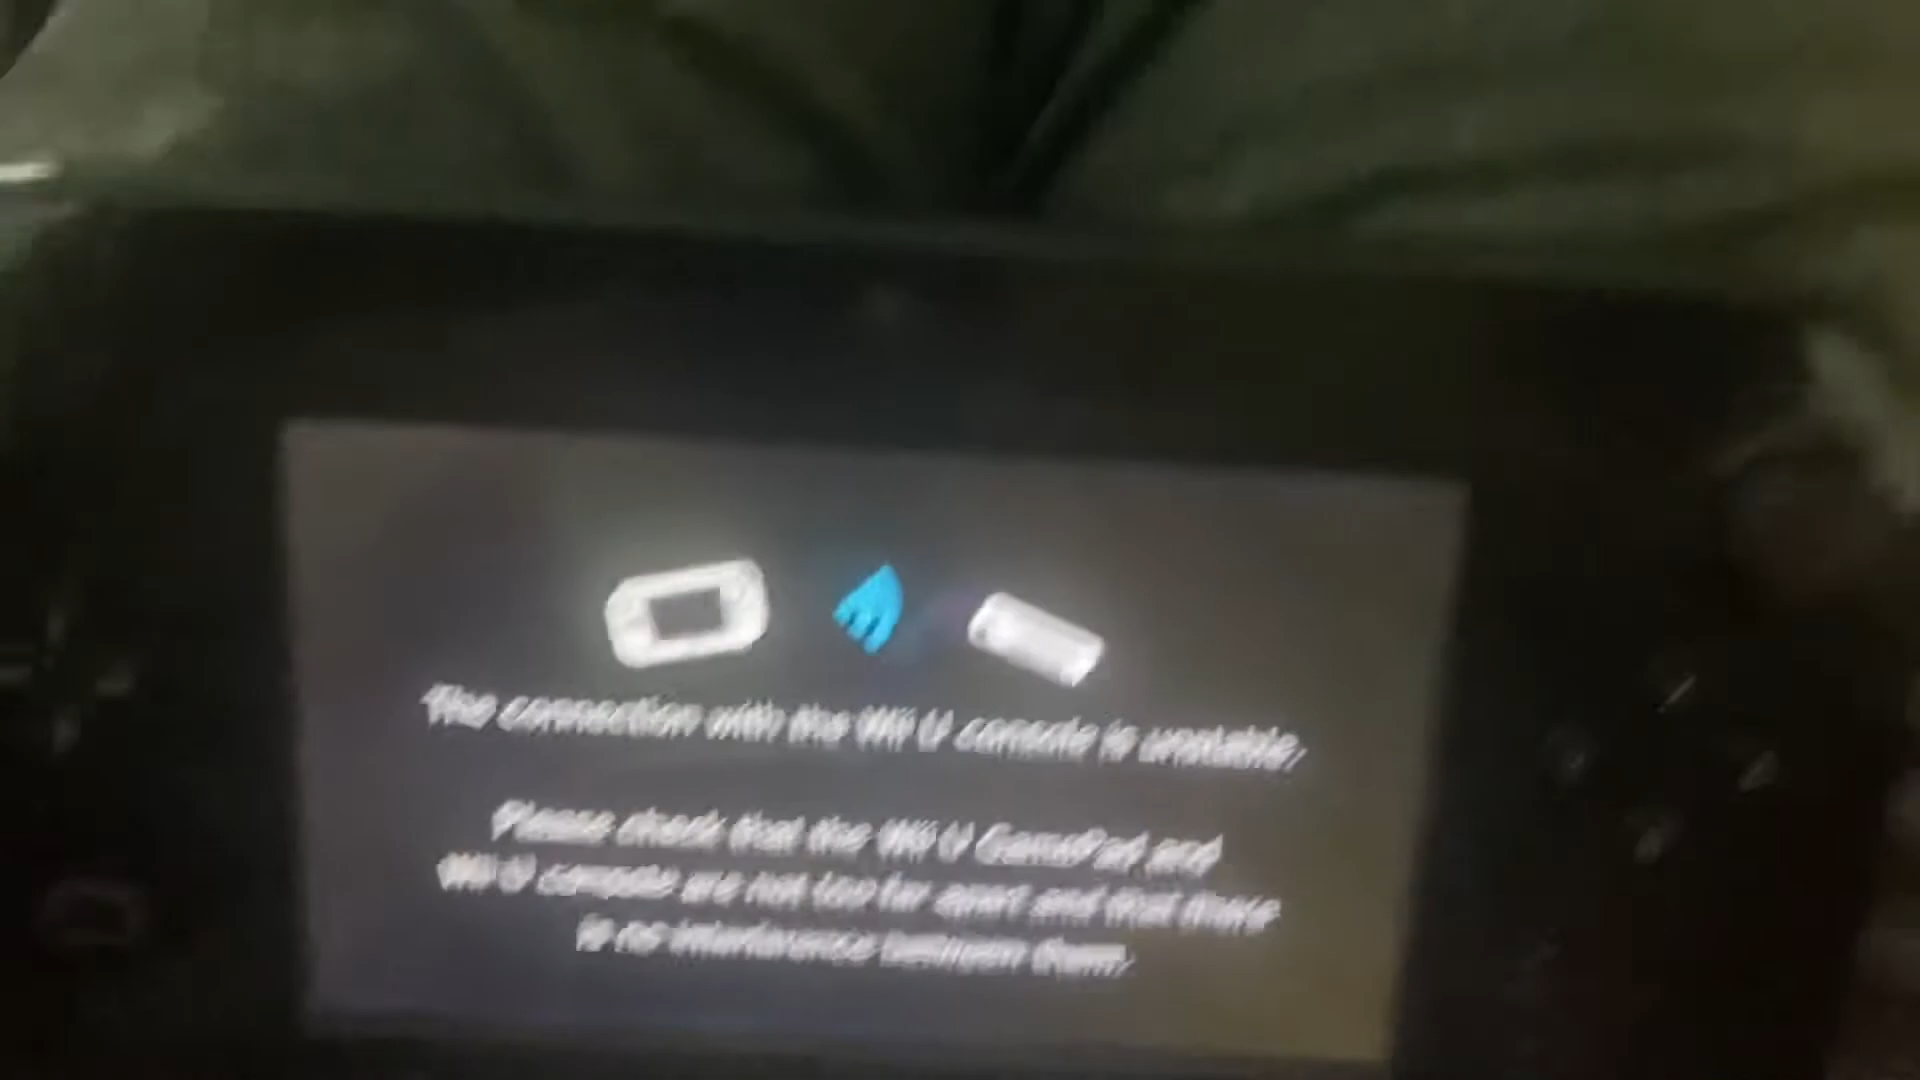 The connection with the Wii U console is unstable.
Please check that the Wii U GamePad and
Wii U console are not too far apart and that there
is no interference between them.